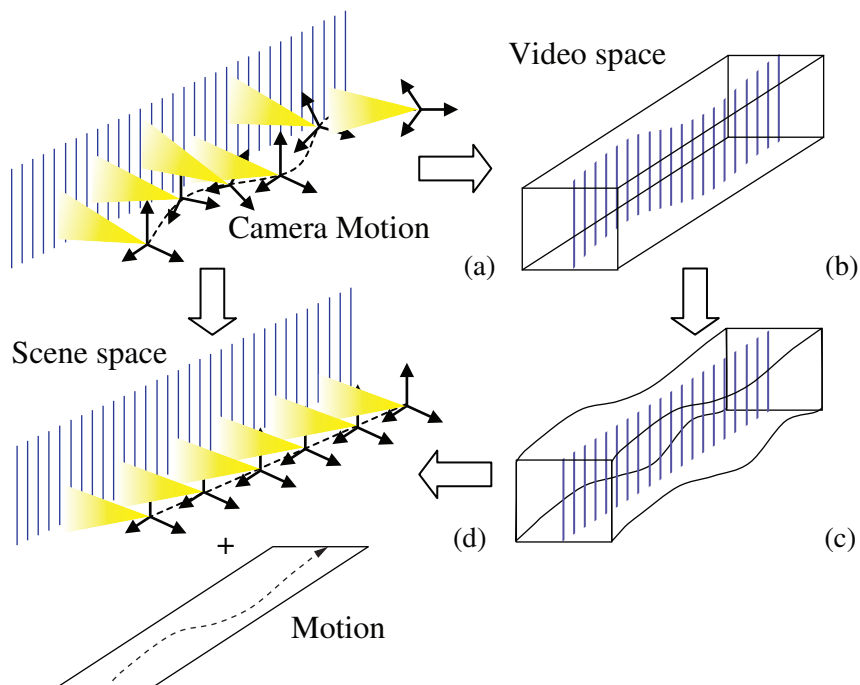 Video space
Camera Motion
(a)
(b)
Scene space
(d)
(c)
+
Motion